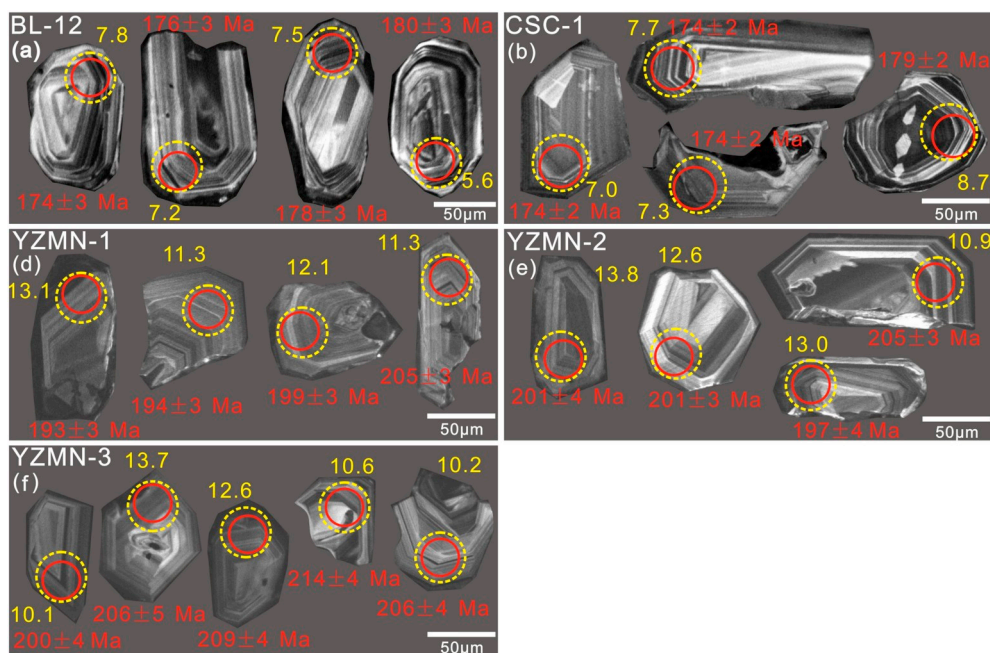 BL-12
(a)
7.8
176±3 Ma
7.5
180±3 Ma
174±3 Ma
7.2
178±3 Ma
5.6
50μm
CSC-1
(b)
7.7
174±2 Ma
179±2 Ma
174±2 Ma
7.0
174±2 Ma
7.3
8.7
50μm
YZMN-1
(d)
13.1
11.3
12.1
11.3
193±3 Ma
194±3 Ma
199±3 Ma
205±3 Ma
50μm
YZMN-2
(e)
13.8
12.6
10.9
205±3 Ma
13.0
201±4 Ma
201±3 Ma
197±4 Ma
50μm
YZMN-3
(f)
13.7
12.6
10.6
10.2
10.1
200±4 Ma
206±5 Ma
209±4 Ma
214±4 Ma
206±4 Ma
50μm